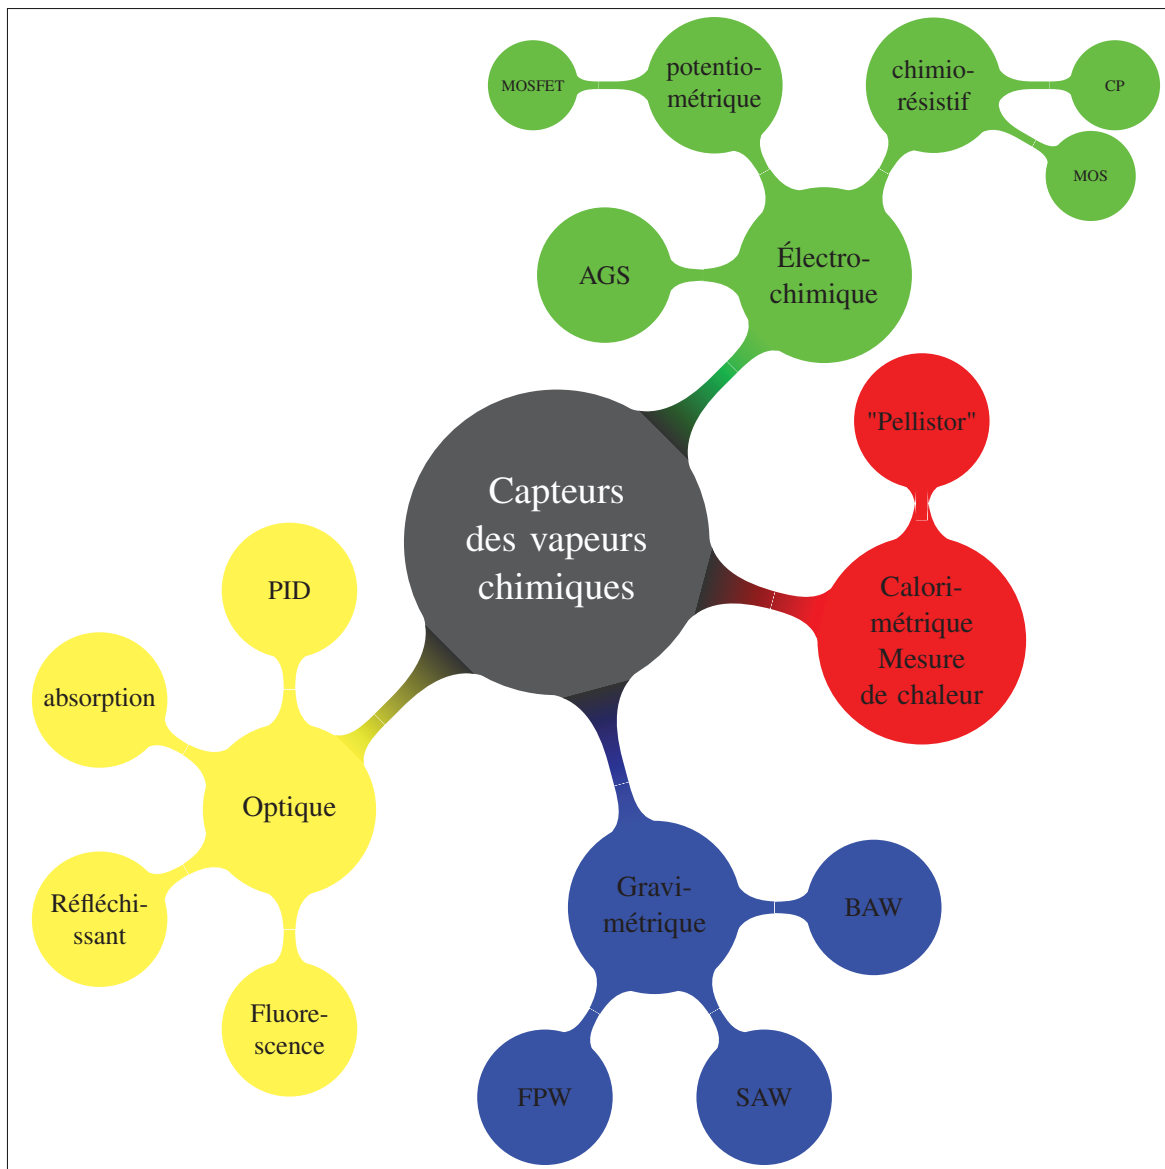 potentio-
métrique
chimio-
résistif
MOSFET
CP
MOS
AGS
Électro-
chimique
"Pellistor"
Capteurs
des vapeurs
chimiques
PID
Calori-
métrique
Mesure
de chaleur
absorption
Optique
Réfléchi-
ssant
Gravi-
métrique
BAW
Fluore-
scence
FPW
SAW